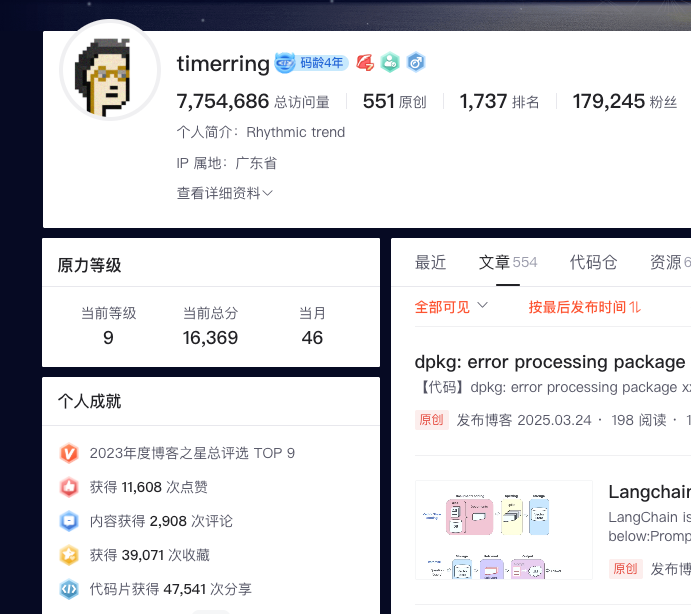 timerring 码龄4年
7,754,686 总访问量 551 原创 1,737 排名 179,245 粉丝
个人简介：Rhythmic trend
IP 属地：广东省
查看详细资料
原力等级
当前等级 当前总分 当月
9 16,369 46
个人成就
2023年度博客之星总评选 TOP 9
获得 11,608 次点赞
内容获得 2,908 次评论
获得 39,071 次收藏
代码片获得 47,541 次分享
最近 文章 554 代码仓 资源 6
全部可见 按最后发布时间
dpkg: error processing package
【代码】dpkg: error processing package x
原创 发布博客 2025.03.24 · 198 阅读 · 1
Langchain
LangChain is
below:Promp
原创 发布博